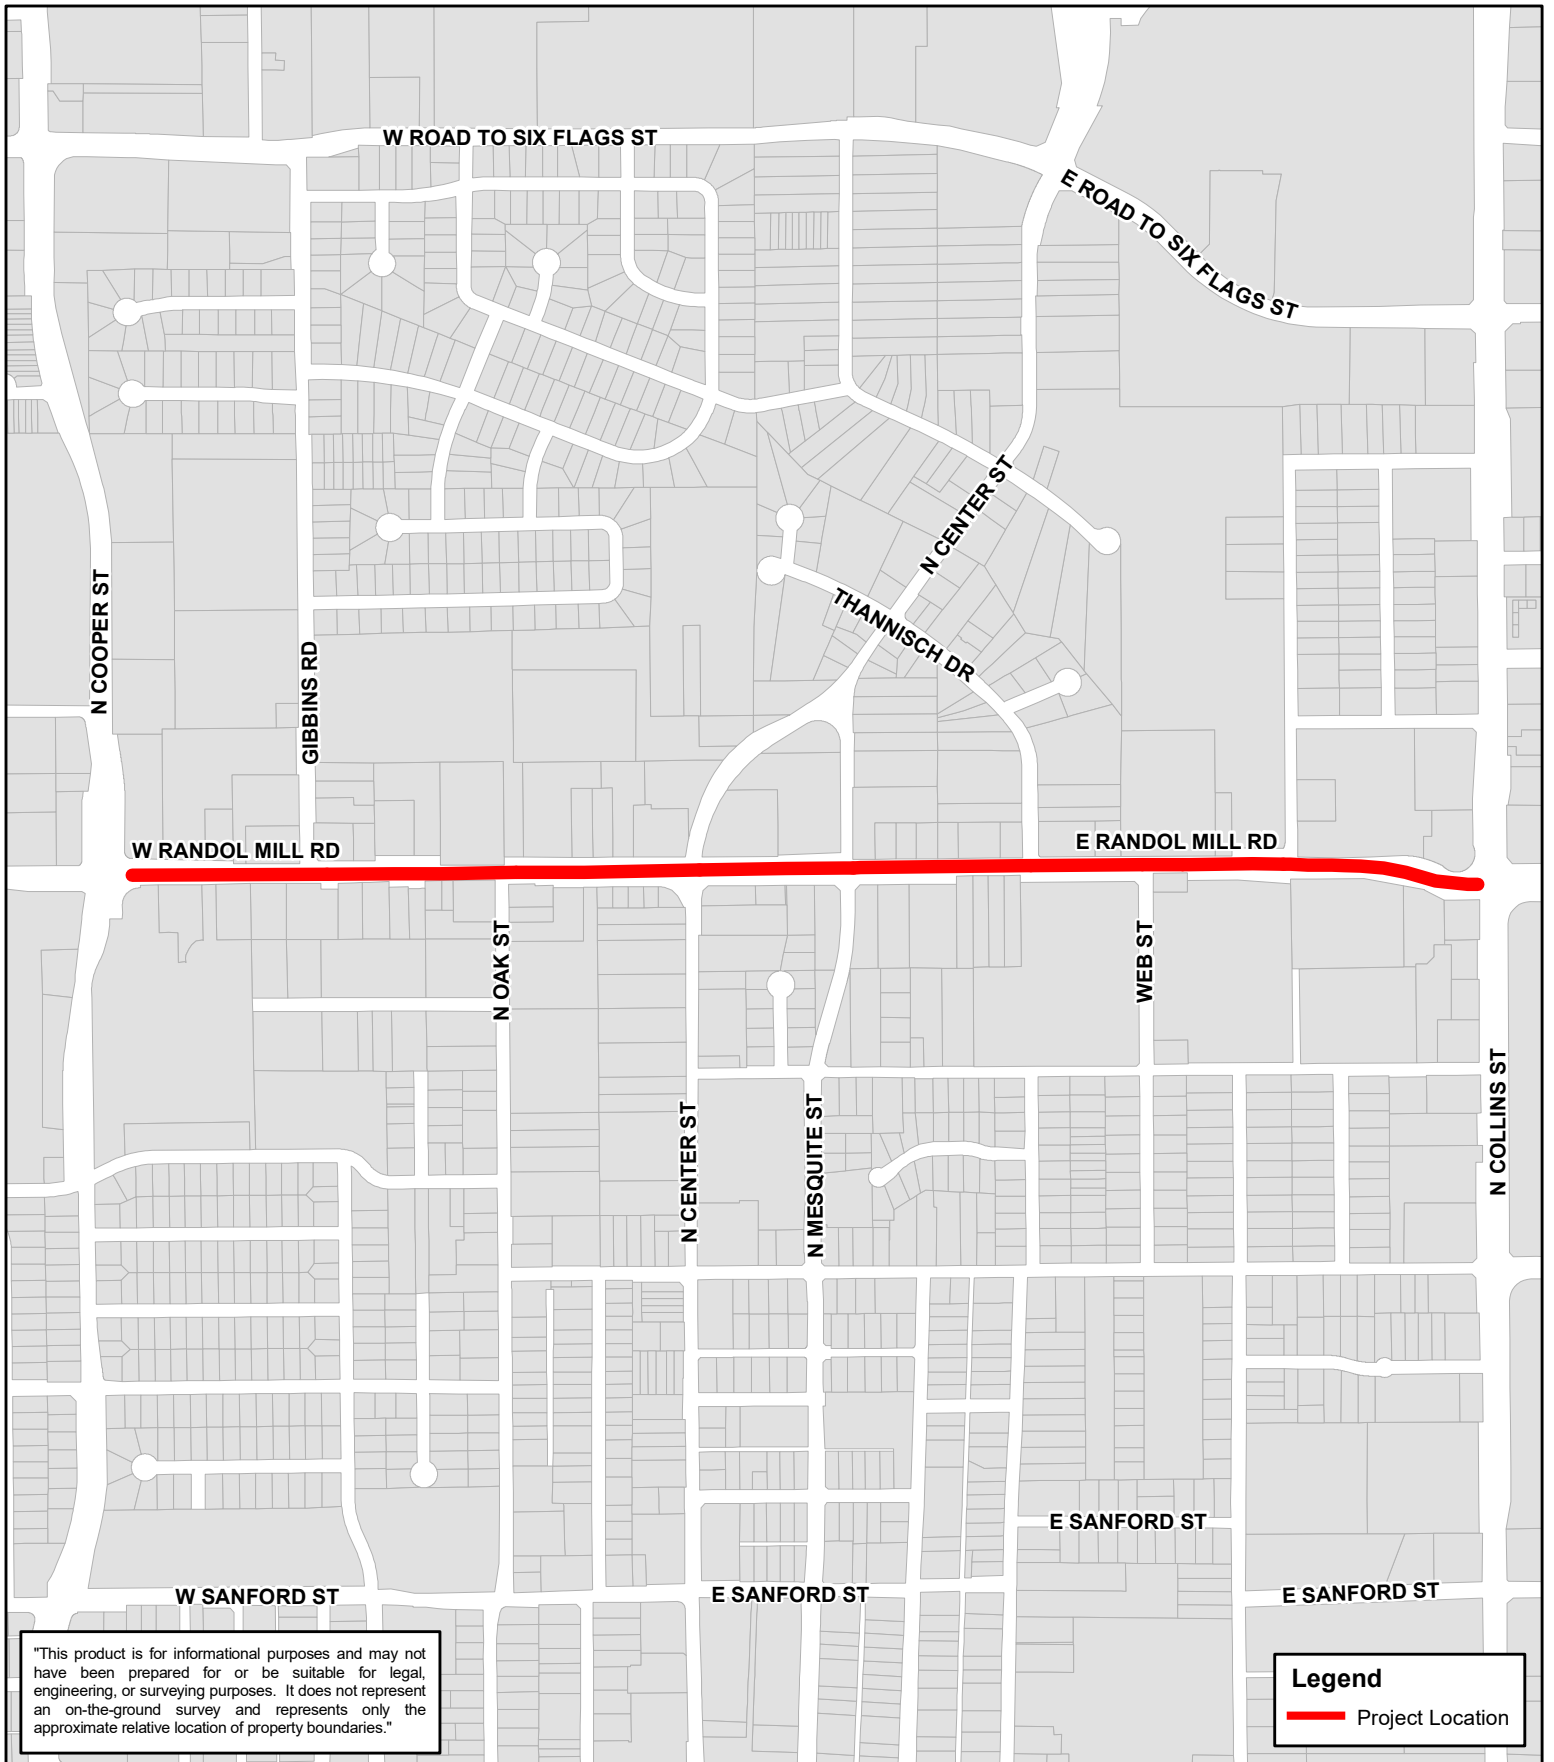 W ROAD TO SIX FLAGS ST
E ROAD TO SIX FLAGS ST
N CENTER ST
N COOPER ST
THANNISCH DR
GIBBINS RD
W RANDOL MILL RD
E RANDOL MILL RD
N OAK ST
WEB ST
N COLLINS ST
N CENTER ST
N MESQUITE ST
E SANFORD ST
W SANFORD ST
E SANFORD ST
E SANFORD ST
"This product is for informational purposes and may not
have been prepared for or be suitable for legal,
engineering, or surveying purposes. It does not represent
an on-the-ground survey and represents only the
approximate relative location of property boundaries."
Legend
Project Location